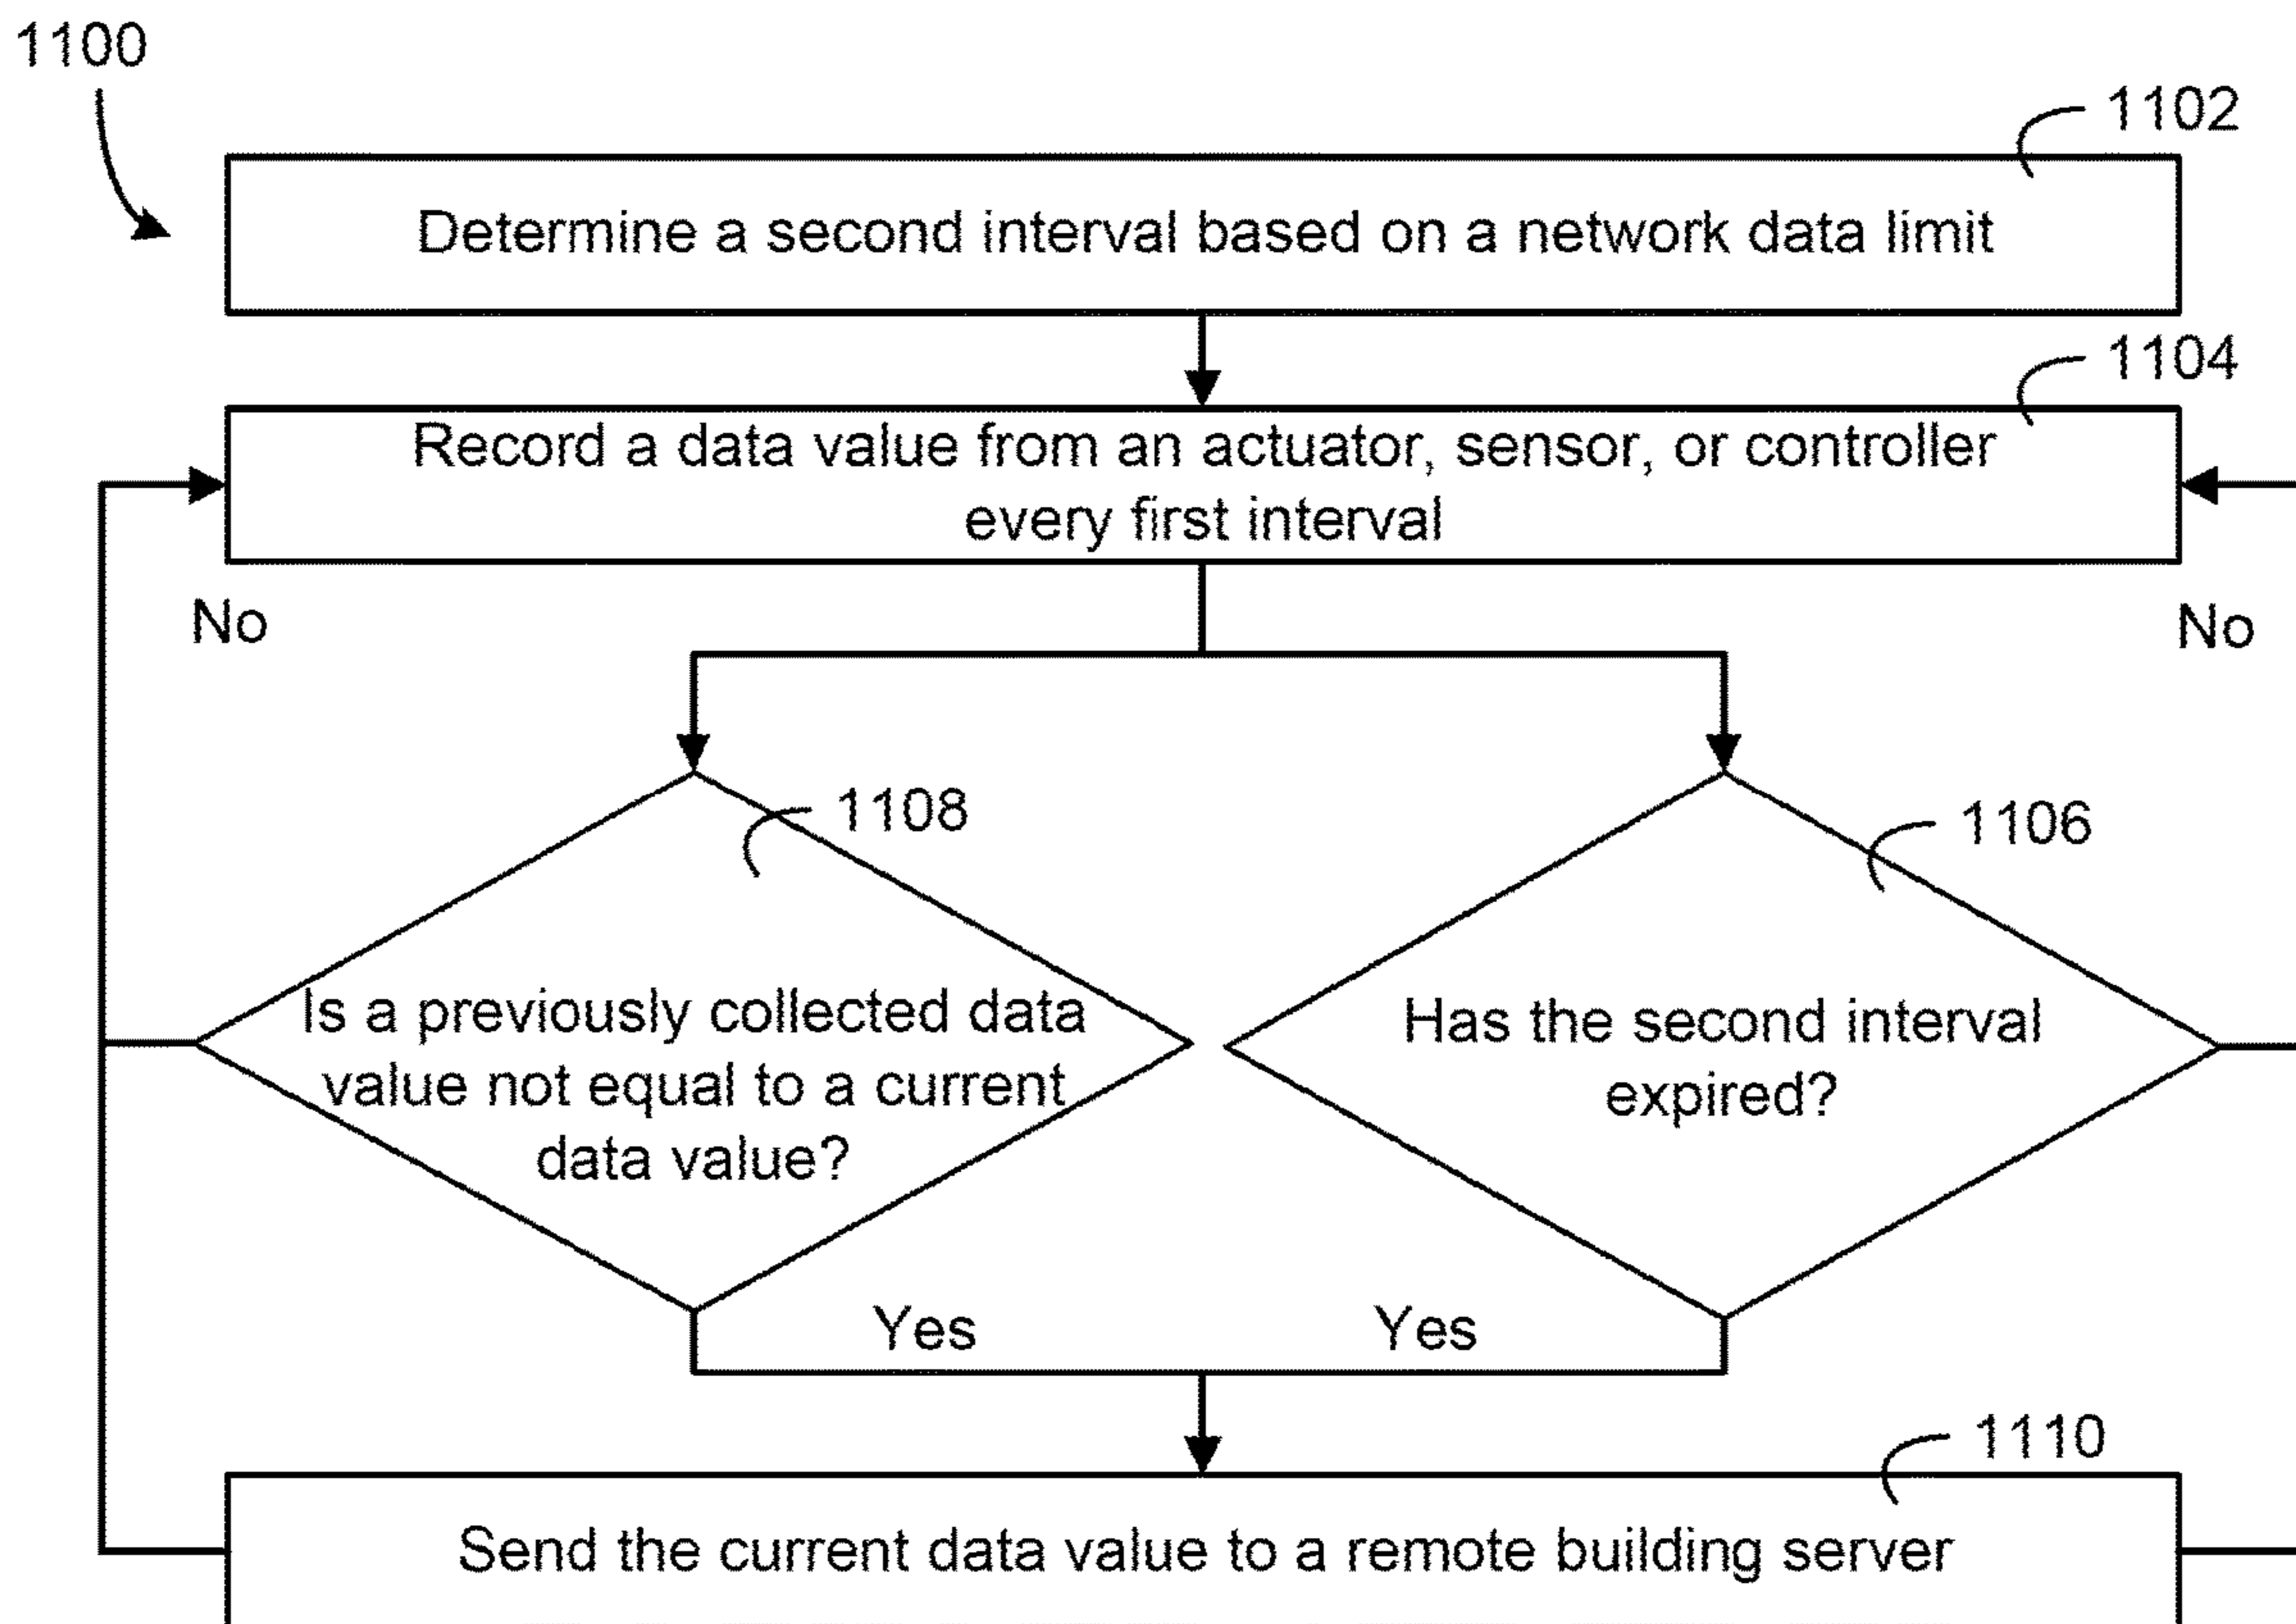 1100
1102
Determine a second interval based on a network data limit
1104
Record a data value from an actuator, sensor, or controller
every first interval
No
No
1108
1106
Is a previously collected data
value not equal to a current
data value?
Has the second interval
expired?
Yes
Yes
1110
Send the current data value to a remote building server